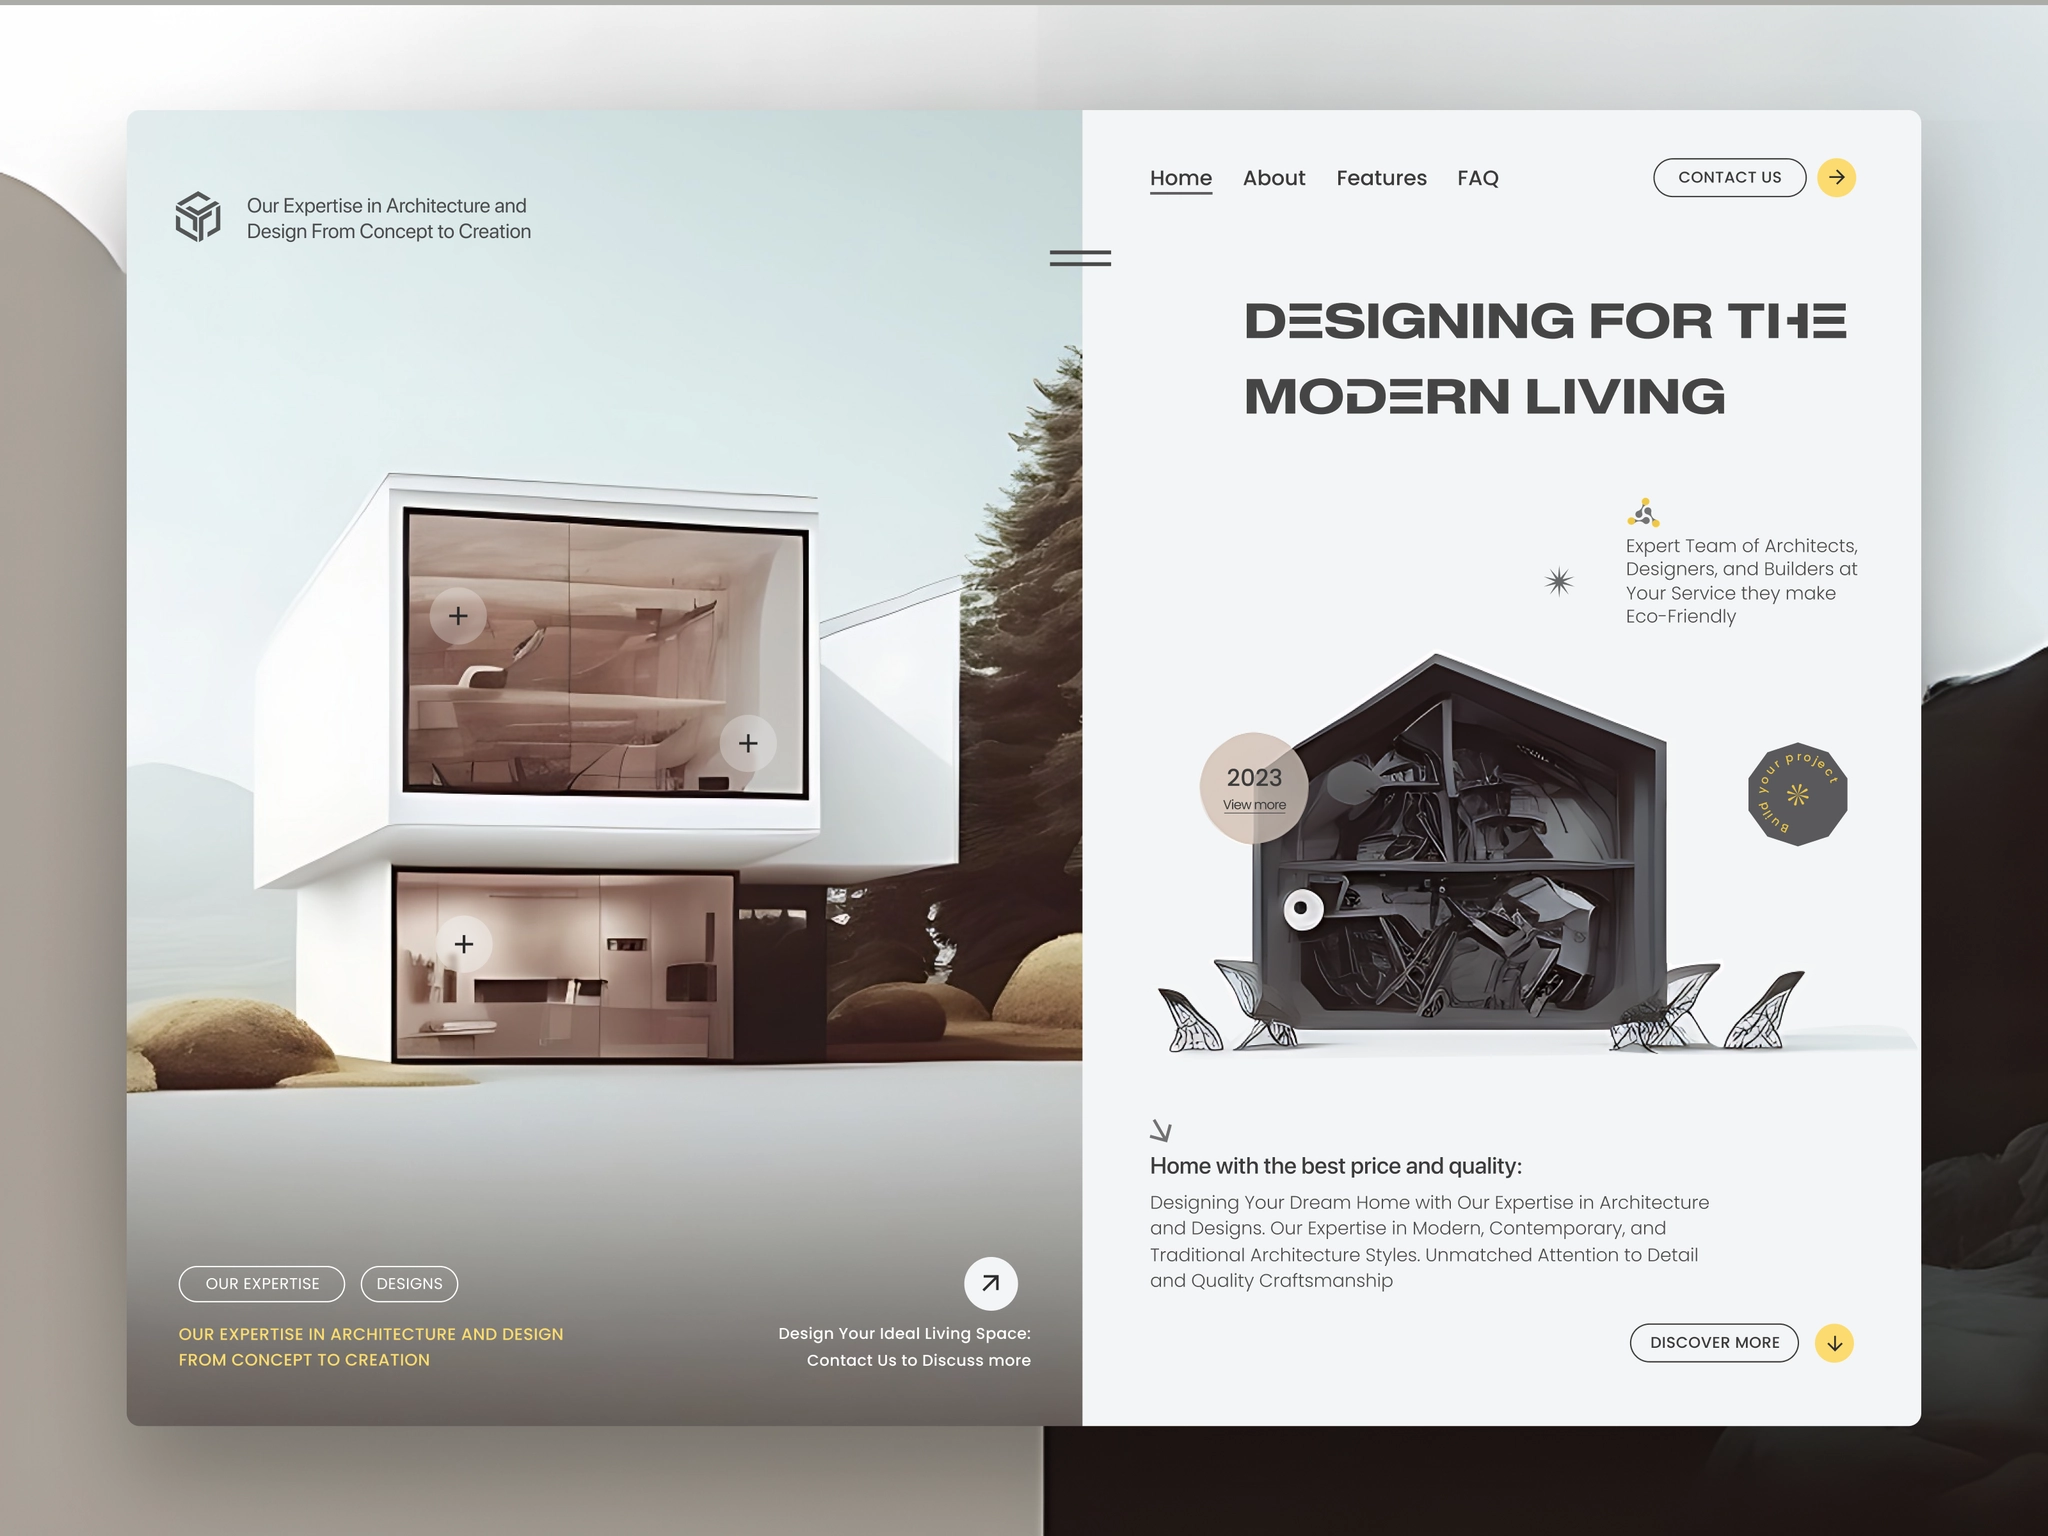 Our Expertise in Architecture and
Design From Concept to Creation
OUR EXPERTISE
DESIGNS
OUR EXPERTISE IN ARCHITECTURE AND DESIGN
FROM CONCEPT TO CREATION
Design Your Ideal Living Space:
Contact Us to Discuss more
Home
About
Features
FAQ
CONTACT US
DESIGNING FOR THE
MODERN LIVING
Expert Team of Architects,
Designers, and Builders at
Your Service they make
Eco-Friendly
2023
View more
Build your project
Home with the best price and quality:
Designing Your Dream Home with Our Expertise in Architecture
and Designs. Our Expertise in Modern, Contemporary, and
Traditional Architecture Styles. Unmatched Attention to Detail
and Quality Craftsmanship
DISCOVER MORE